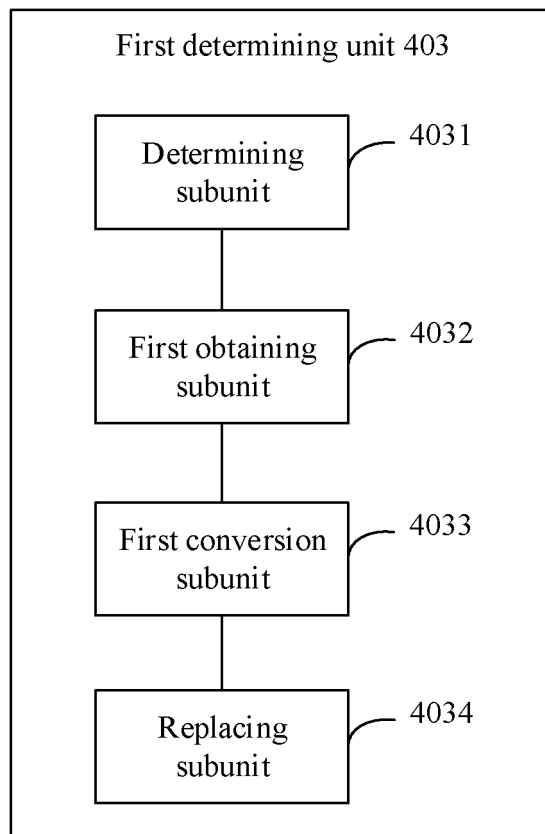 First determining unit 403
Determining
subunit
4031
First obtaining
subunit
4032
First conversion
subunit
4033
Replacing
subunit
4034